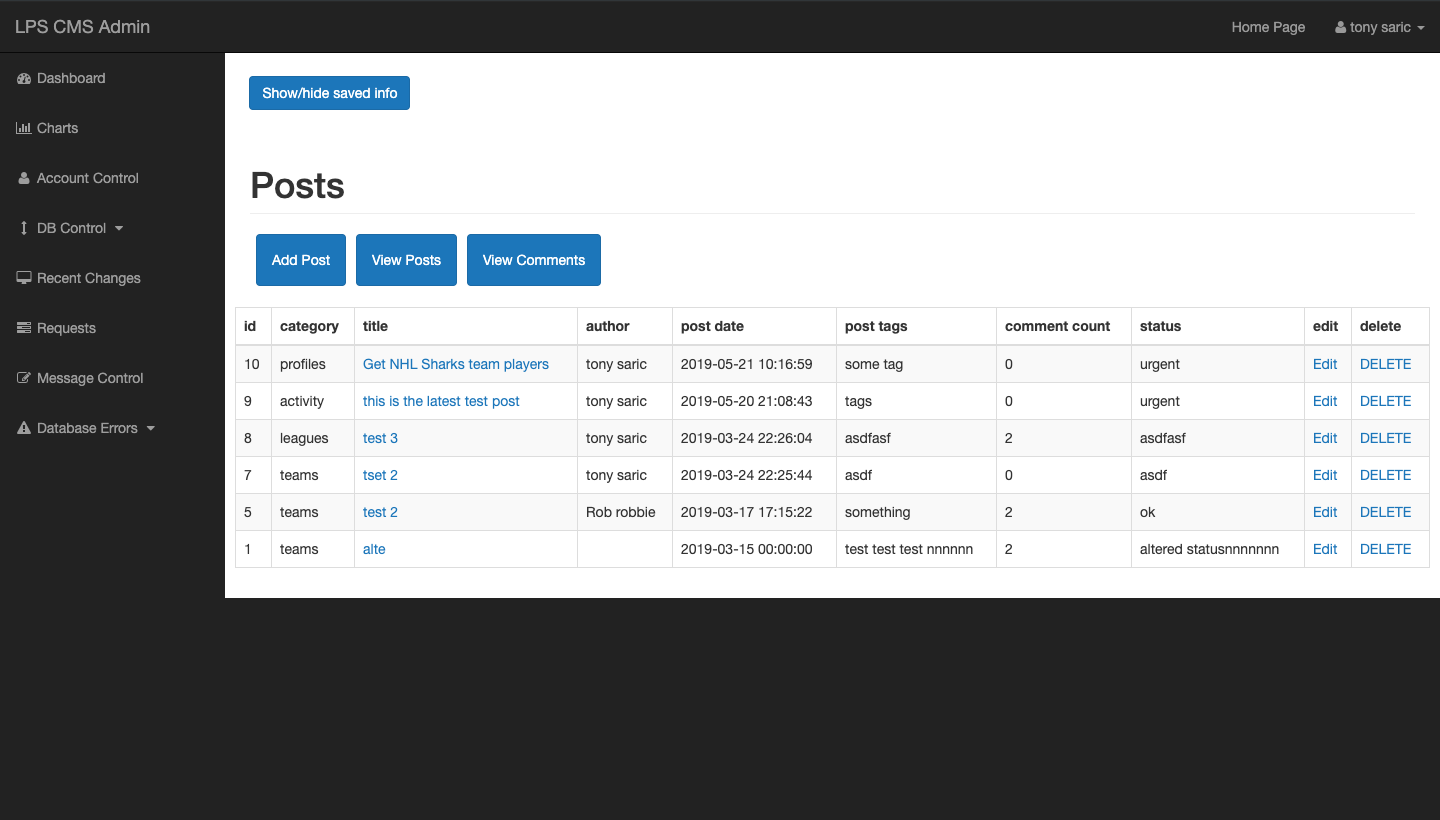 LPS CMS Admin Home Page tony saric
Dashboard
Charts
Account Control
DB Control
Recent Changes
Requests
Message Control
Database Errors
Show/hide saved info
Posts
Add Post View Posts View Comments
id category title author post date post tags comment count status edit delete
10 profiles Get NHL Sharks team players tony saric 2019-05-21 10:16:59 some tag 0 urgent Edit DELETE
9 activity this is the latest test post tony saric 2019-05-20 21:08:43 tags 0 urgent Edit DELETE
8 leagues test 3 tony saric 2019-03-24 22:26:04 asdfasf 2 asdfasf Edit DELETE
7 teams tset 2 tony saric 2019-03-24 22:25:44 asdf 0 asdf Edit DELETE
5 teams test 2 Rob robbie 2019-03-17 17:15:22 something 2 ok Edit DELETE
1 teams alte 2019-03-15 00:00:00 test test test nnnnnn 2 altered statusnnnnnnn Edit DELETE